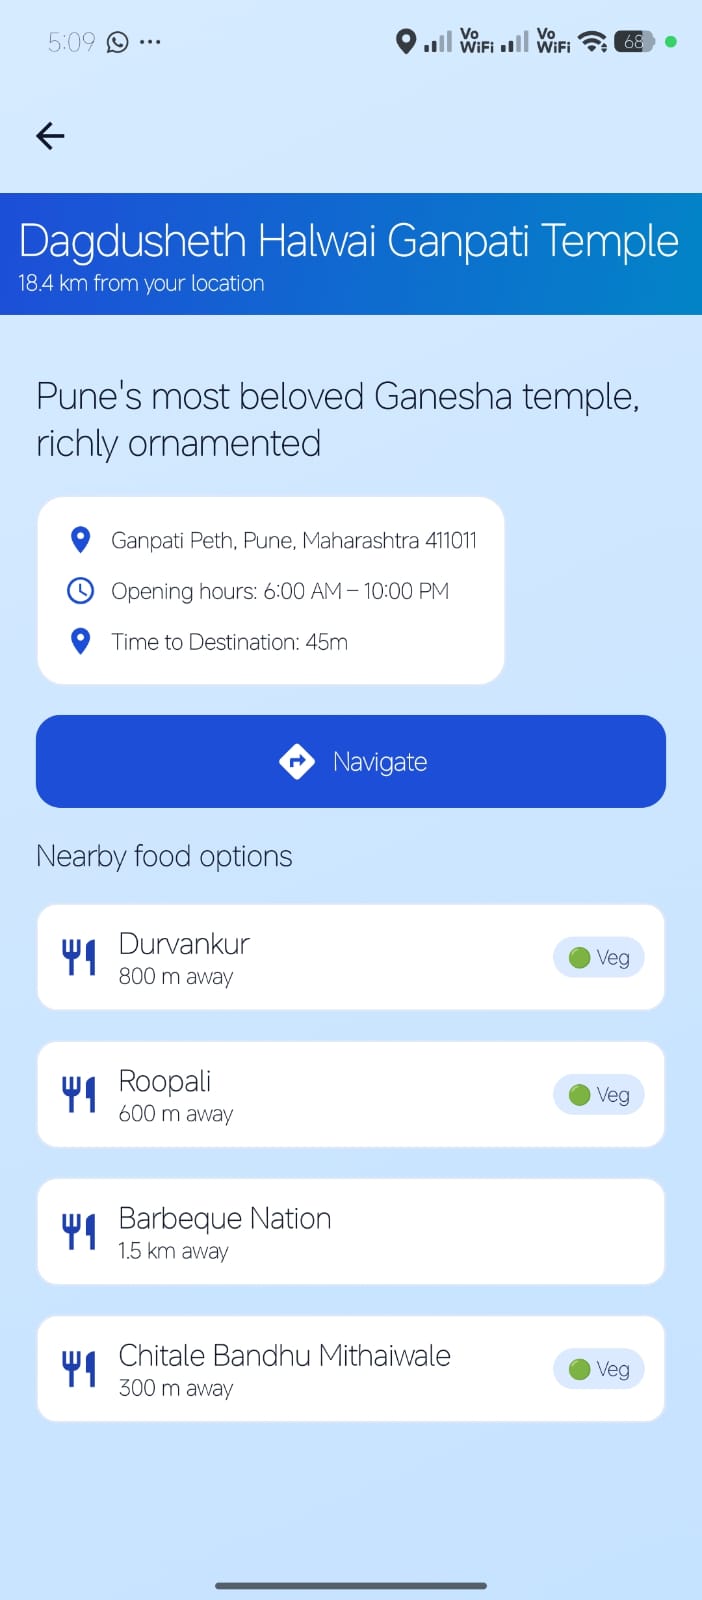 5:09
Vo
WiFi
Vo
WiFi
68
Dagdusheth Halwai Ganpati Temple
18.4 km from your location
Pune's most beloved Ganesha temple,
richly ornamented
Ganpati Peth, Pune, Maharashtra 411011
Opening hours: 6:00 AM – 10:00 PM
Time to Destination: 45m
Navigate
Nearby food options
Durvankur
800 m away
Veg
Roopali
600 m away
Veg
Barbeque Nation
1.5 km away
Chitale Bandhu Mithaiwale
300 m away
Veg